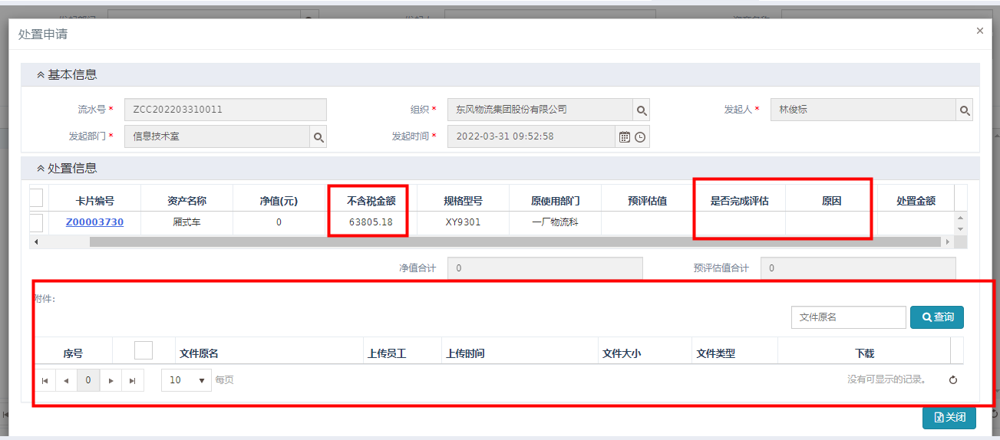 处置申请 ×
基本信息
流水号 * ZCC202203310011 组织 * 东风物流集团股份有限公司 发起人 * 林俊标
发起部门 * 信息技术室 发起时间 * 2022-03-31 09:52:58
处置信息
卡片编号 资产名称 净值(元) 不含税金额 规格型号 原使用部门 预评估值 是否完成评估 原因 处置金额
Z00003730 厢式车 0 63805.18 XY9301 一厂物流科
净值合计 0 预评估值合计 0
附件:
文件原名 查询
序号 文件原名 上传员工 上传时间 文件大小 文件类型 下载
0 10 每页 没有可显示的记录。
关闭